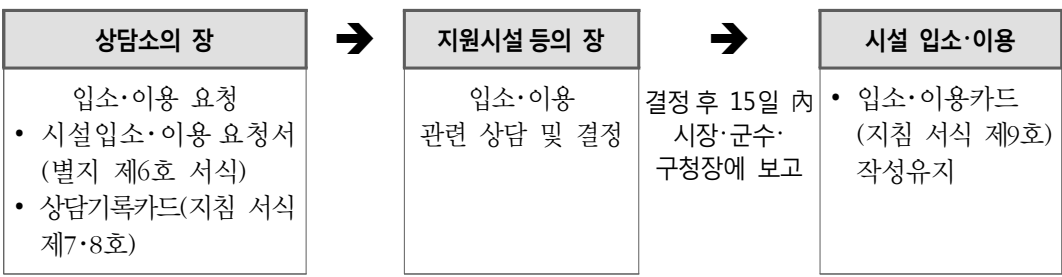 상담소의 장
입소·이용 요청
• 시설입소·이용 요청서
(별지 제6호 서식)
• 상담기록카드(지침 서식
제7·8호)
➔
지원시설 등의 장
입소·이용
관련 상담 및 결정
➔
결정 후 15일 內
시장·군수·
구청장에 보고
시설 입소·이용
• 입소·이용카드
(지침 서식 제9호)
작성유지